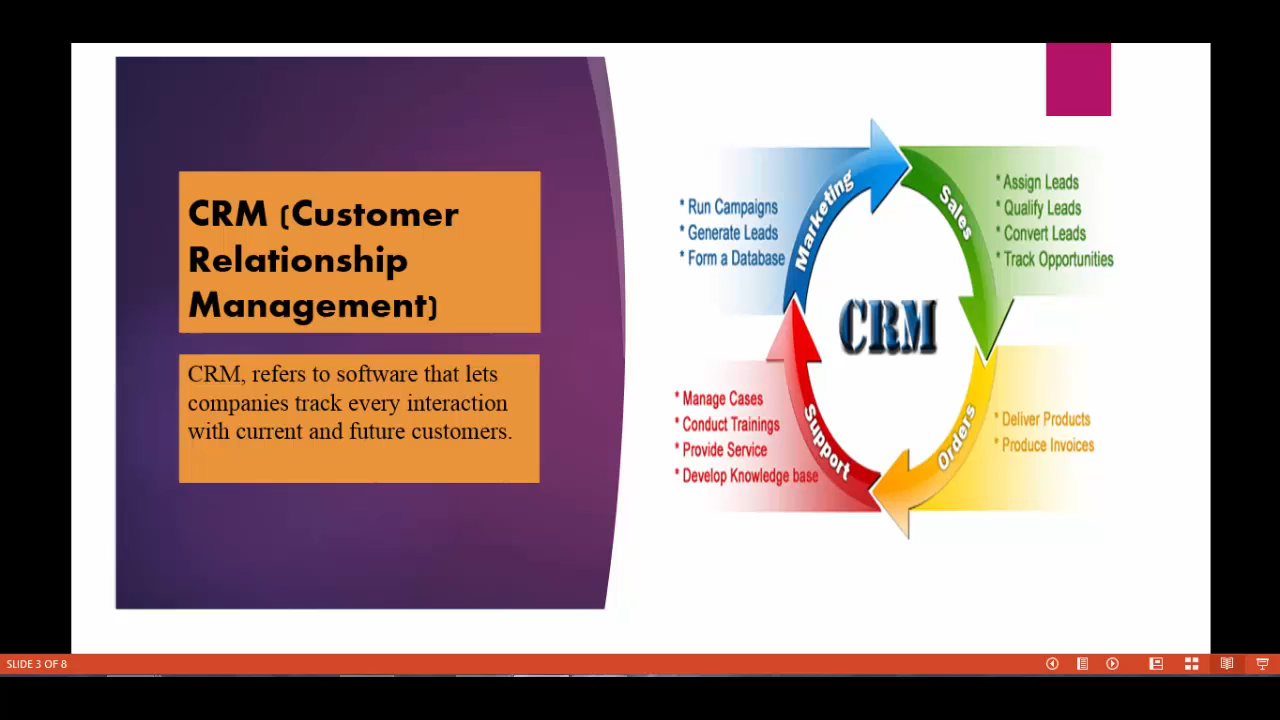 CRM (Customer
Relationship
Management)
CRM, refers to software that lets
companies track every interaction
with current and future customers.
Marketing
* Run Campaigns
* Generate Leads
* Form a Database
Sales
* Assign Leads
* Qualify Leads
* Convert Leads
* Track Opportunities
CRM
Support
* Manage Cases
* Conduct Trainings
* Provide Service
* Develop Knowledge base
Orders
* Deliver Products
* Produce Invoices
SLIDE 3 OF 8